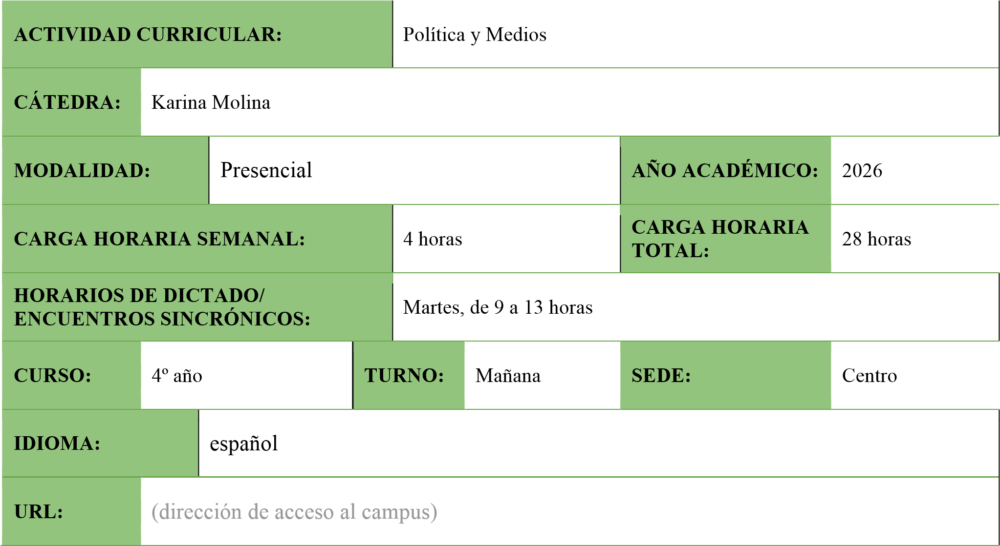 ACTIVIDAD CURRICULAR: Política y Medios
CÁTEDRA: Karina Molina
MODALIDAD: Presencial AÑO ACADÉMICO: 2026
CARGA HORARIA SEMANAL: 4 horas CARGA HORARIA
TOTAL: 28 horas
HORARIOS DE DICTADO/
ENCUENTROS SINCRÓNICOS: Martes, de 9 a 13 horas
CURSO: 4º año TURNO: Mañana SEDE: Centro
IDIOMA: español
URL: (dirección de acceso al campus)